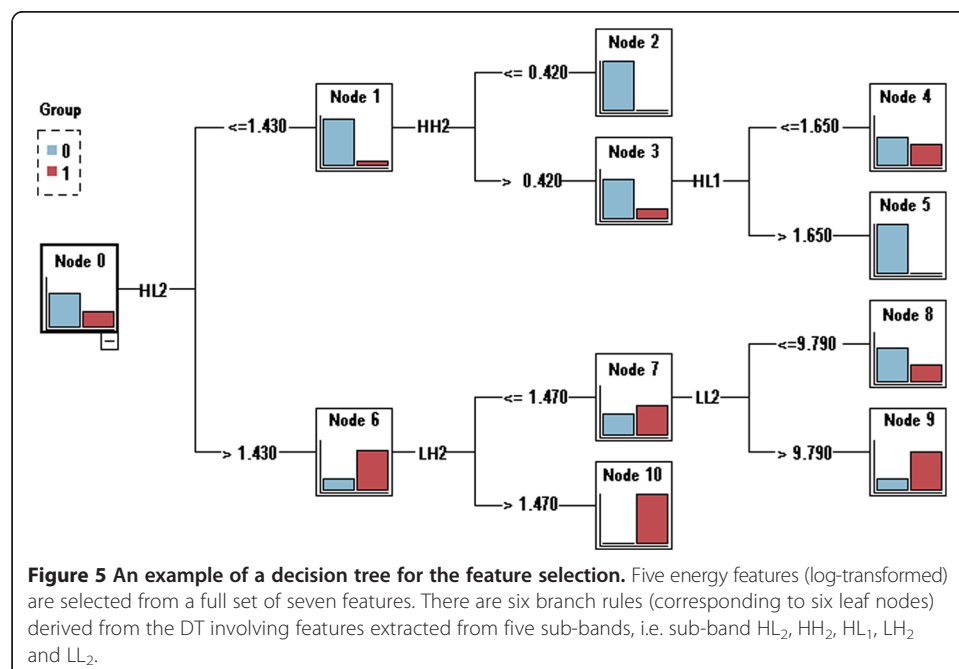 Group
0
1
Node 0
HL2
<=1.430
> 1.430
Node 1
HH2
<= 0.420
> 0.420
Node 2
Node 3
HL1
<=1.650
> 1.650
Node 4
Node 5
Node 6
LH2
<= 1.470
> 1.470
Node 7
LL2
<=9.790
> 9.790
Node 8
Node 9
Node 10
Figure 5 An example of a decision tree for the feature selection. Five energy features (log-transformed)
are selected from a full set of seven features. There are six branch rules (corresponding to six leaf nodes)
derived from the DT involving features extracted from five sub-bands, i.e. sub-band HL₂, HH₂, HL₁, LH₂
and LL₂.